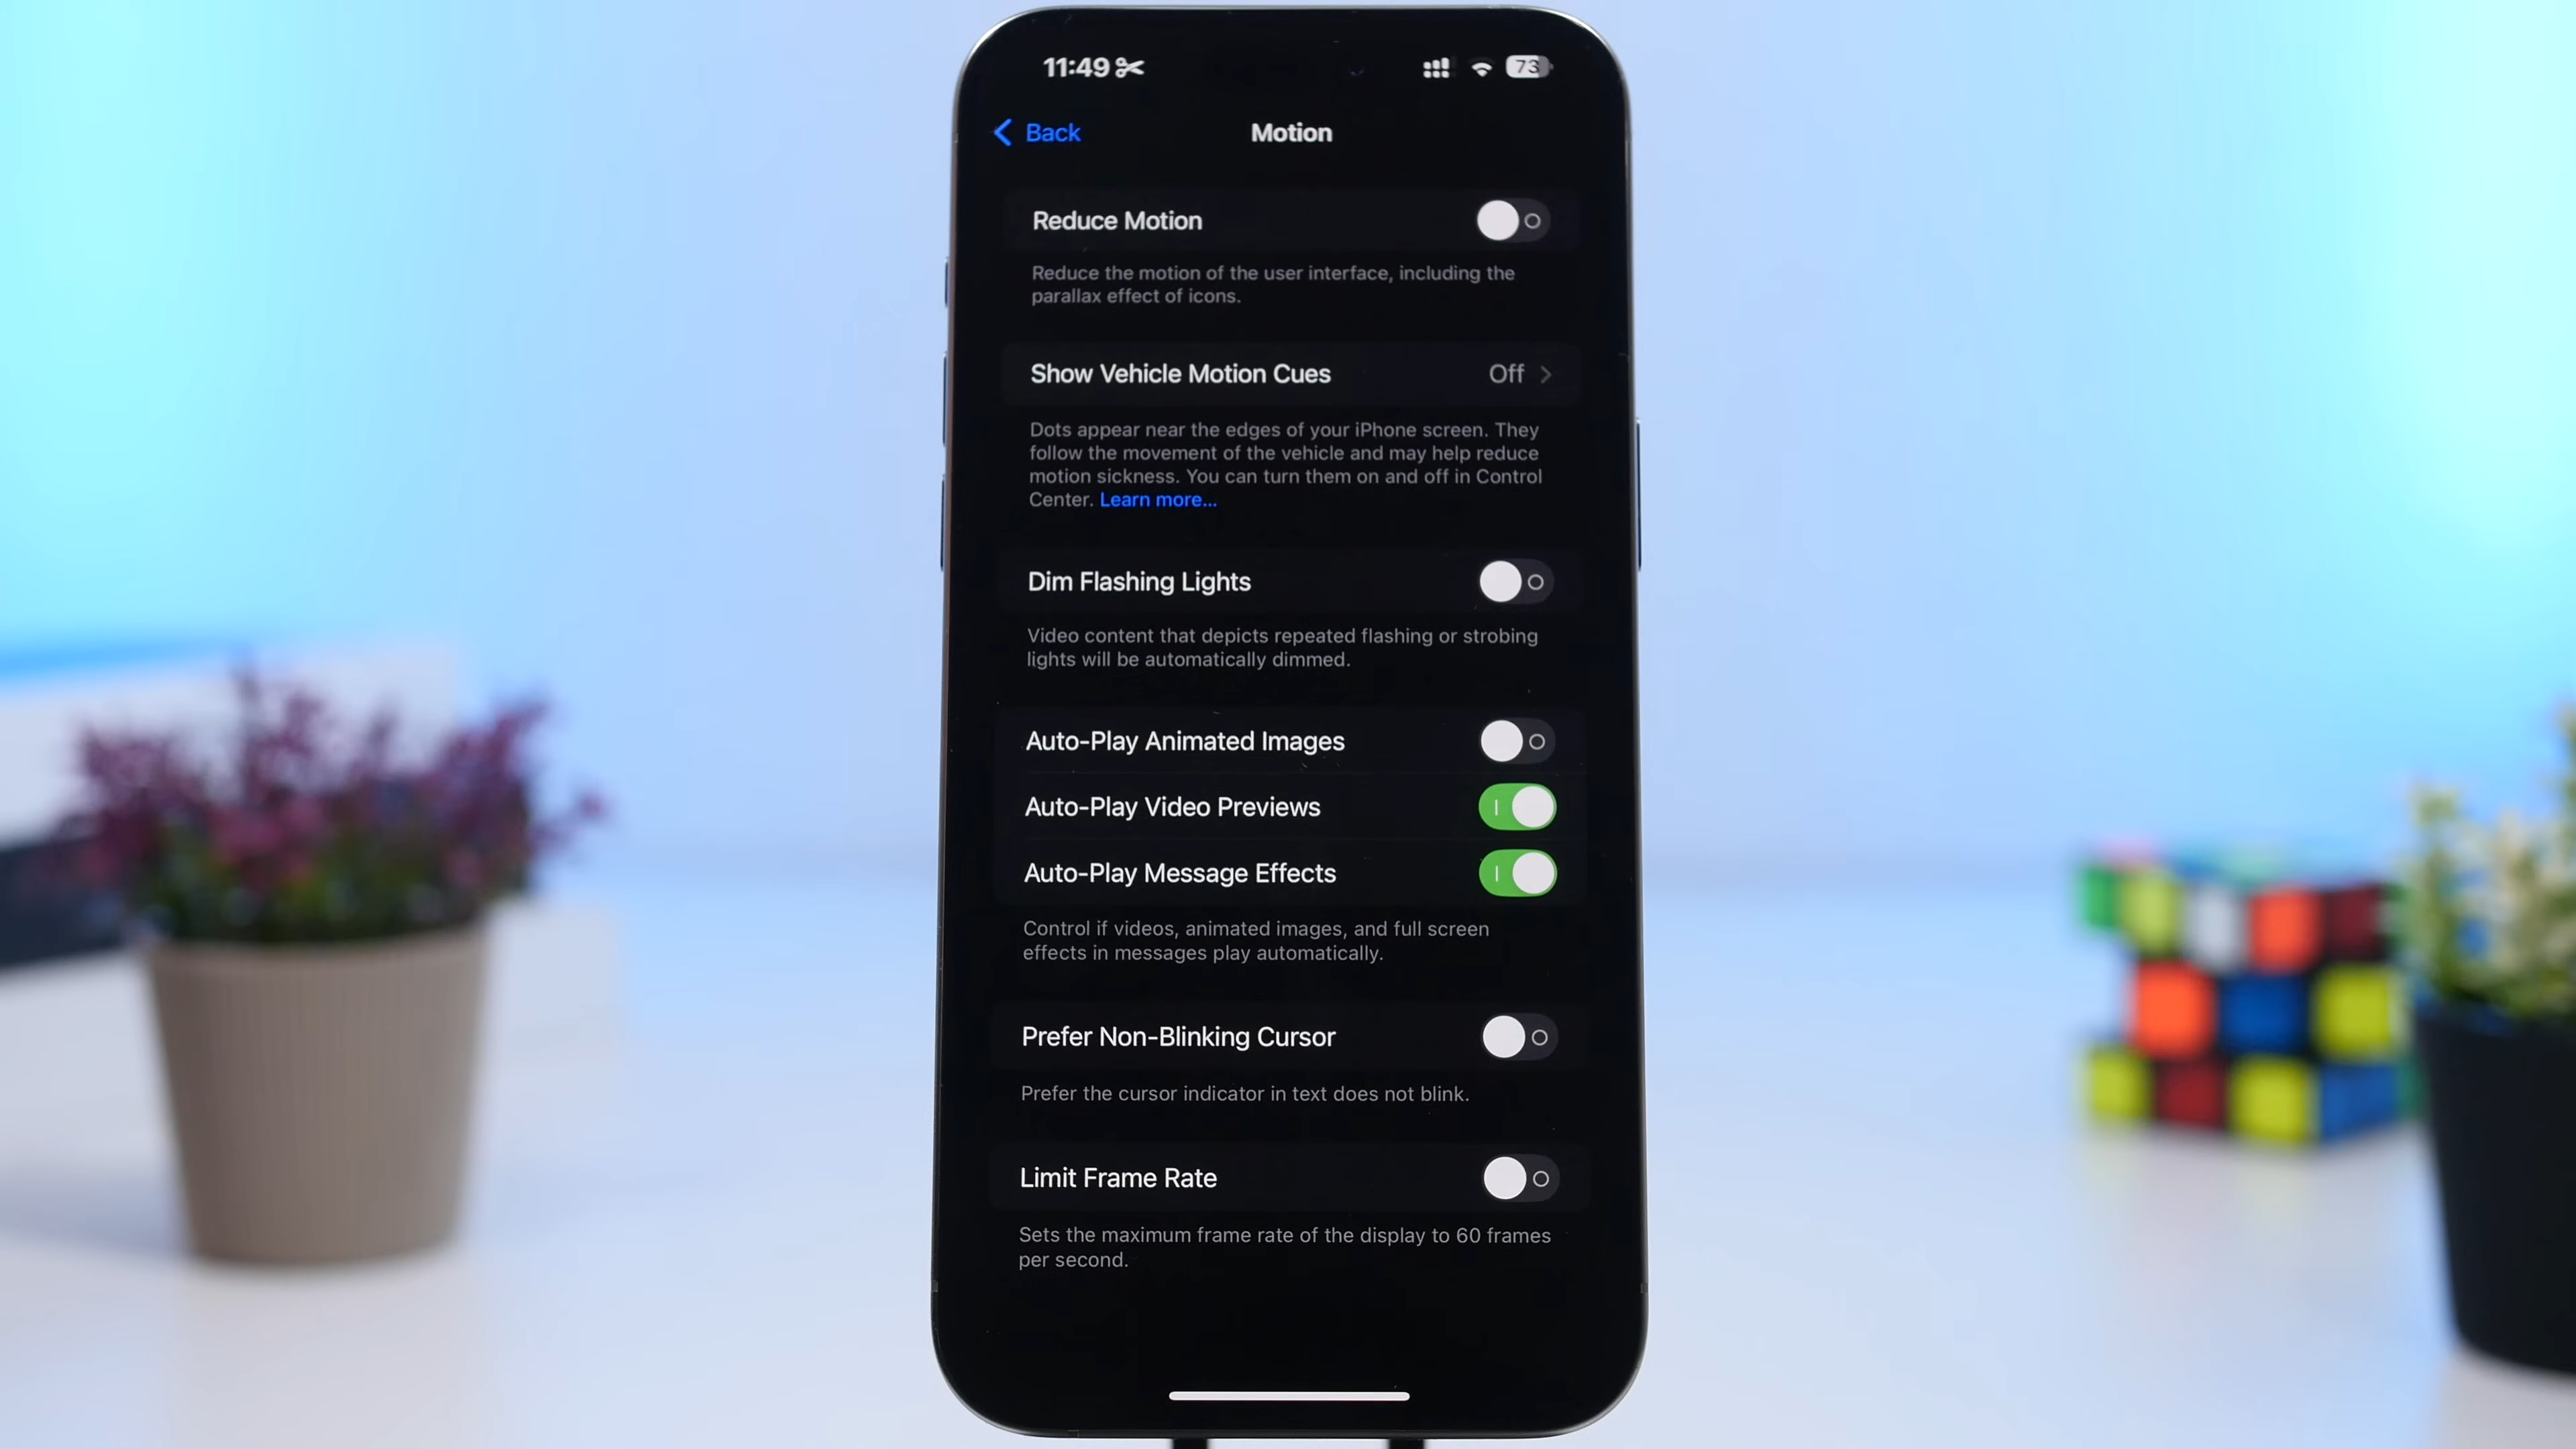 11:49
73
Back
Motion
Reduce Motion
Reduce the motion of the user interface, including the
parallax effect of icons.
Show Vehicle Motion Cues
Off
Dots appear near the edges of your iPhone screen. They
follow the movement of the vehicle and may help reduce
motion sickness. You can turn them on and off in Control
Center. Learn more...
Dim Flashing Lights
Video content that depicts repeated flashing or strobing
lights will be automatically dimmed.
Auto-Play Animated Images
Auto-Play Video Previews
Auto-Play Message Effects
Control if videos, animated images, and full screen
effects in messages play automatically.
Prefer Non-Blinking Cursor
Prefer the cursor indicator in text does not blink.
Limit Frame Rate
Sets the maximum frame rate of the display to 60 frames
per second.